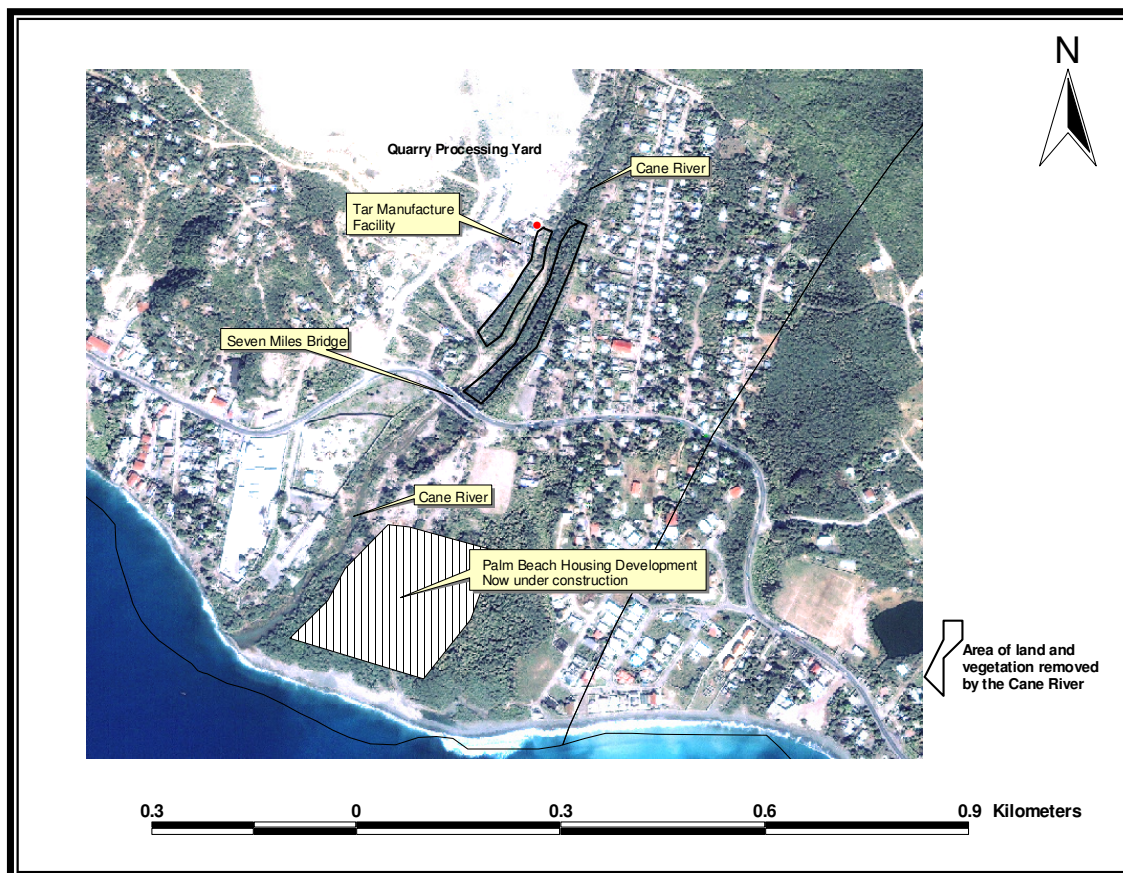 N
Quarry Processing Yard
Cane River
Tar Manufacture
Facility
Seven Miles Bridge
Cane River
Palm Beach Housing Development
Now under construction
Area of land and
vegetation removed
by the Cane River
0.3 0 0.3 0.6 0.9 Kilometers